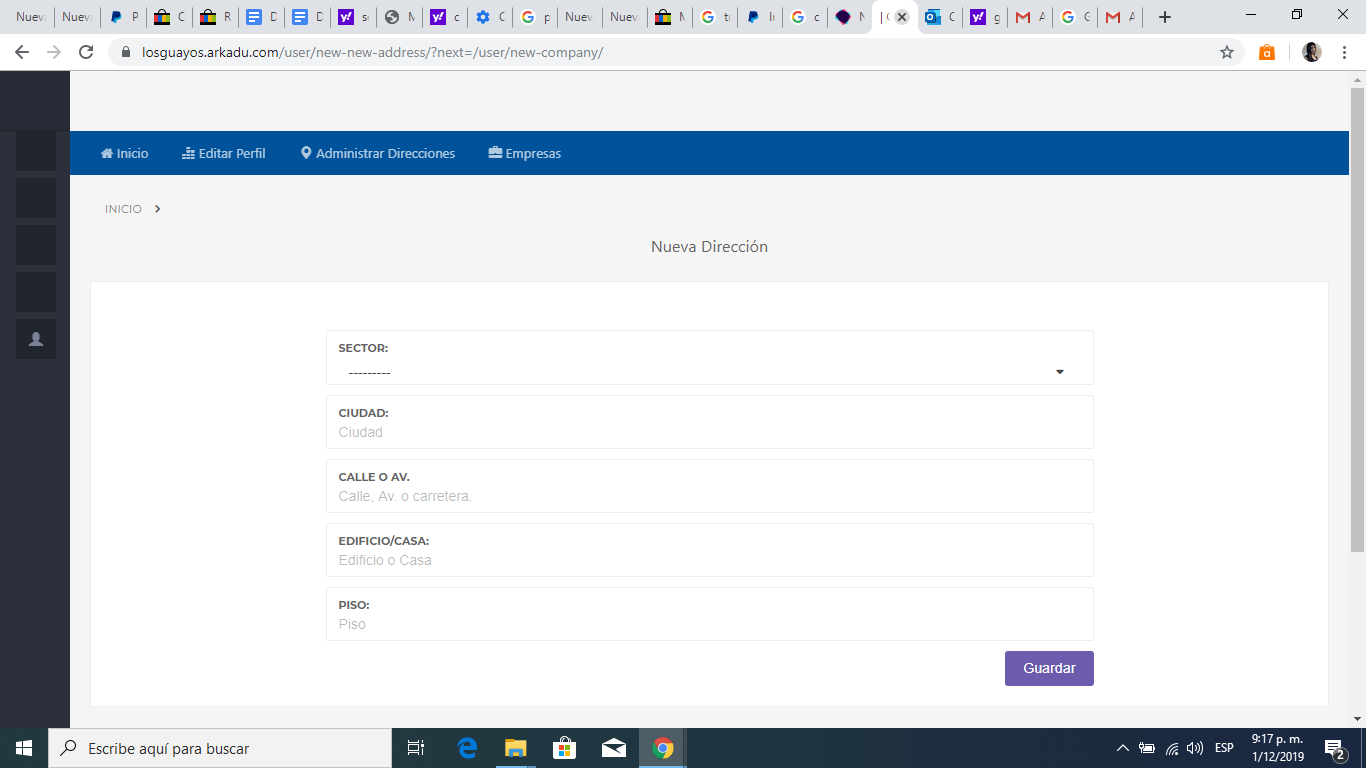 Nuev
Nuev
P
C
R
D
D
s
M
c
C
p
Nuev
Nuev
M
t
I
c
N
| C
C
g
A
G
A
losguayos.arkadu.com/user/new-new-address/?next=/user/new-company/
Inicio
Editar Perfil
Administrar Direcciones
Empresas
INICIO
Nueva Dirección
SECTOR:
---------
CIUDAD:
Ciudad
CALLE O AV.
Calle, Av. o carretera.
EDIFICIO/CASA:
Edificio o Casa
PISO:
Piso
Guardar
Escribe aquí para buscar
ESP
9:17 p. m.
1/12/2019
2